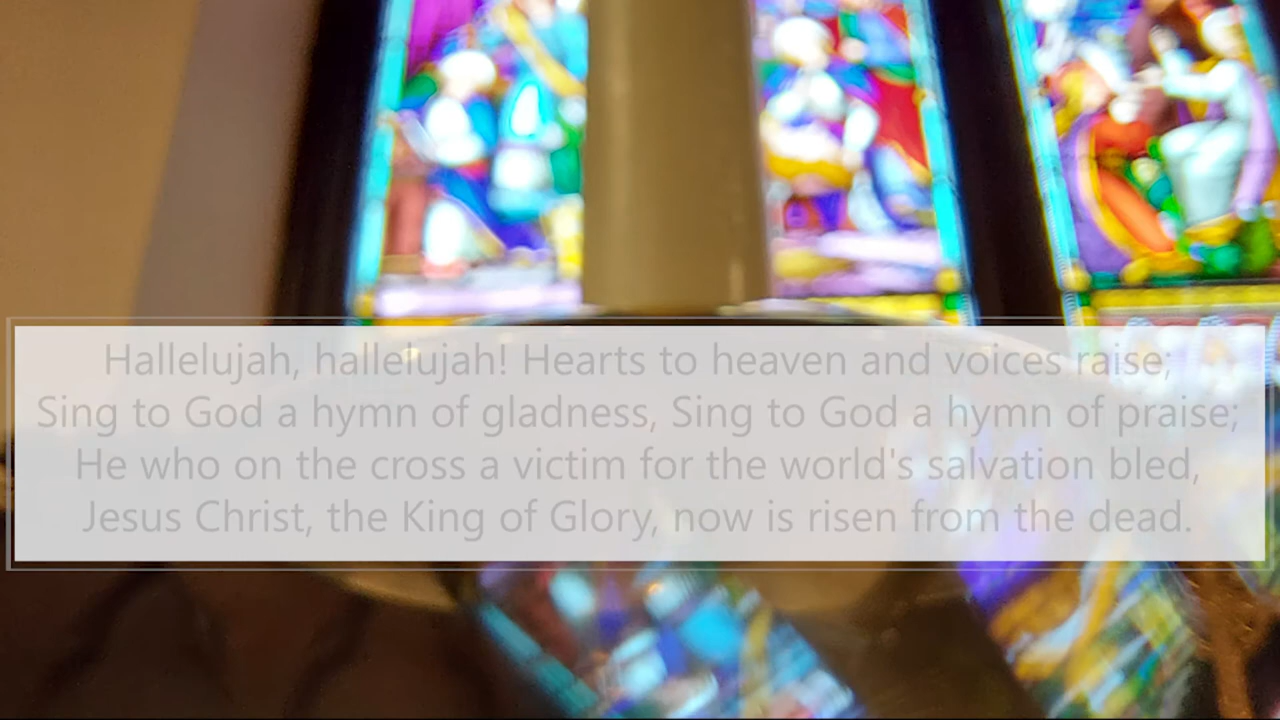 Hallelujah, hallelujah! Hearts to heaven and voices raise;
Sing to God a hymn of gladness, Sing to God a hymn of praise;
He who on the cross a victim for the world's salvation bled,
Jesus Christ, the King of Glory, now is risen from the dead.